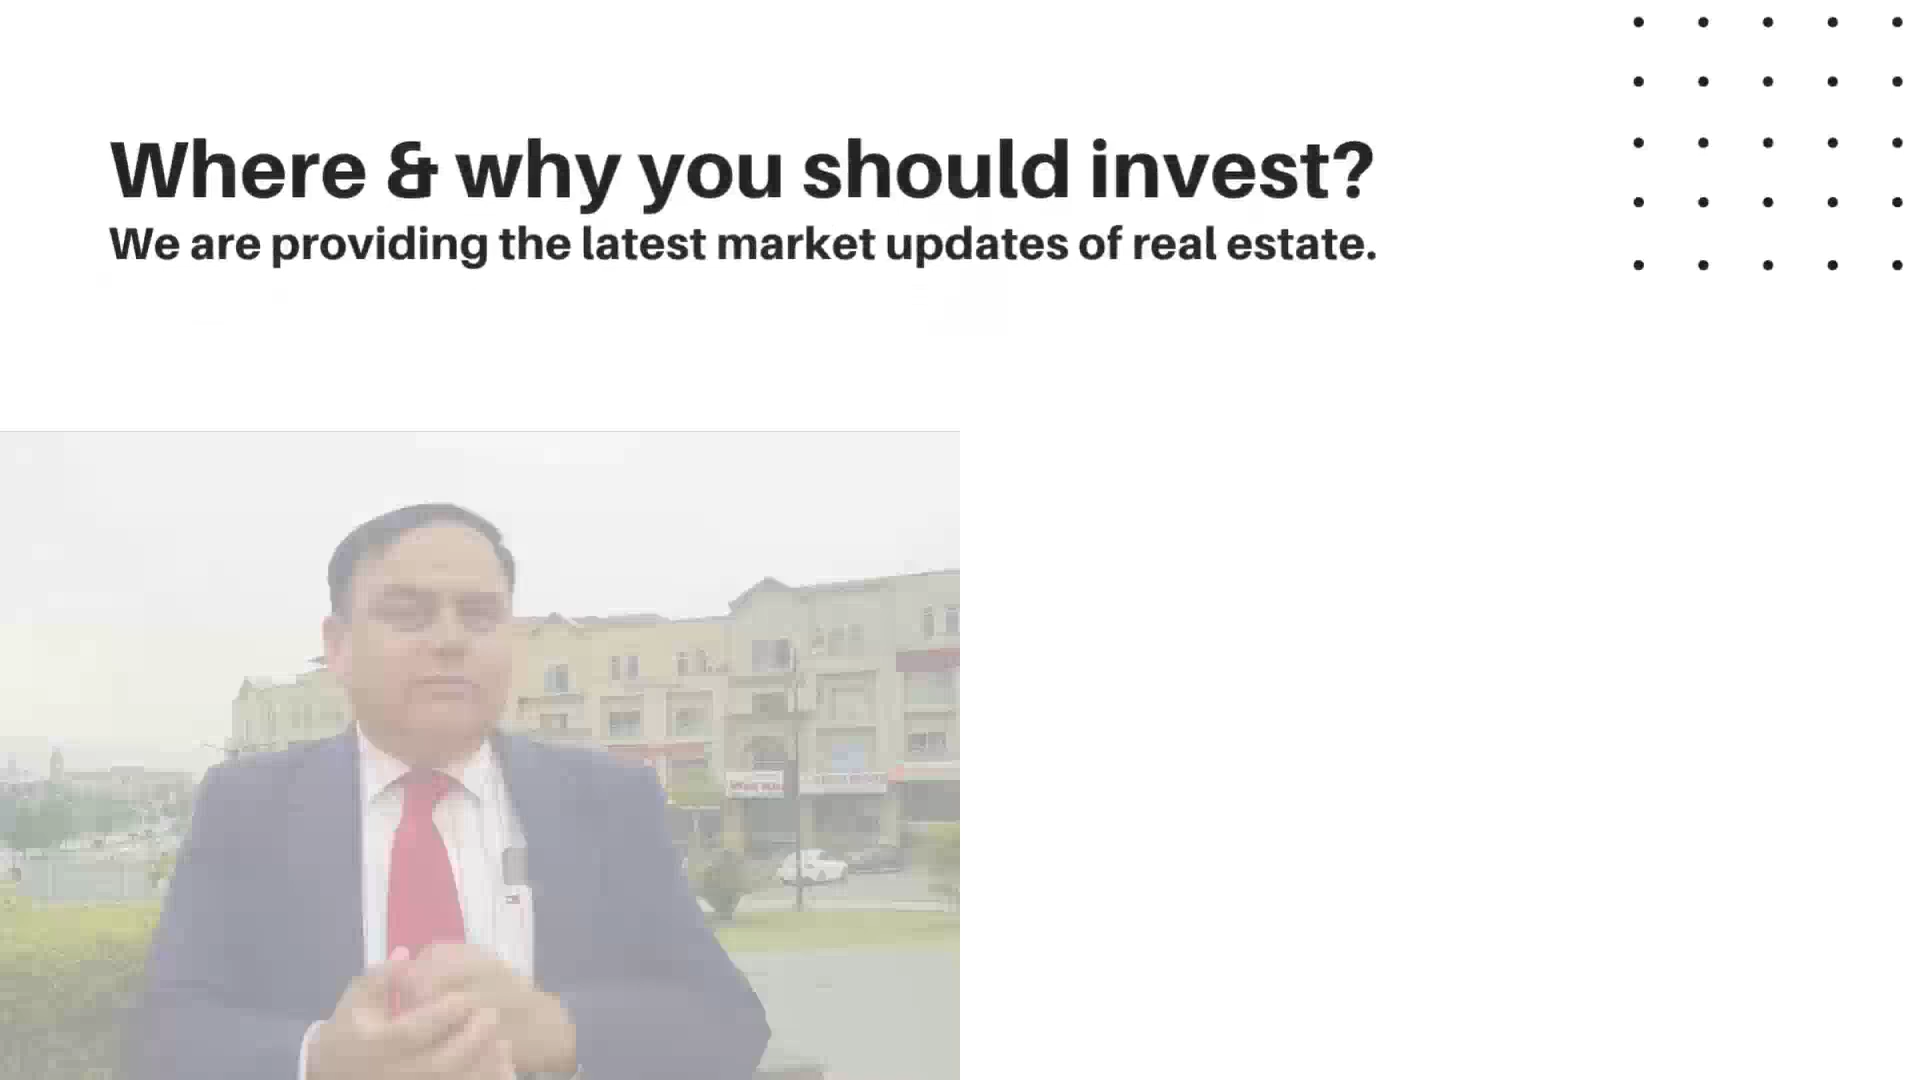 Where & why you should invest?
We are providing the latest market updates of real estate.